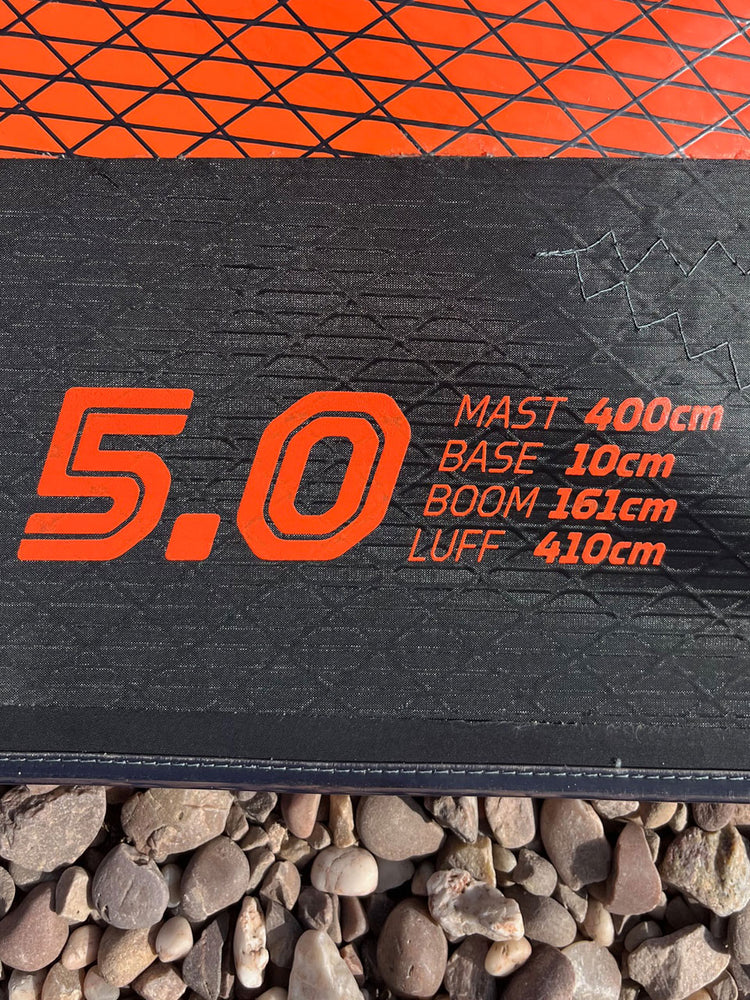 5.0
MAST 400cm
BASE 10cm
BOOM 161cm
LUFF 410cm